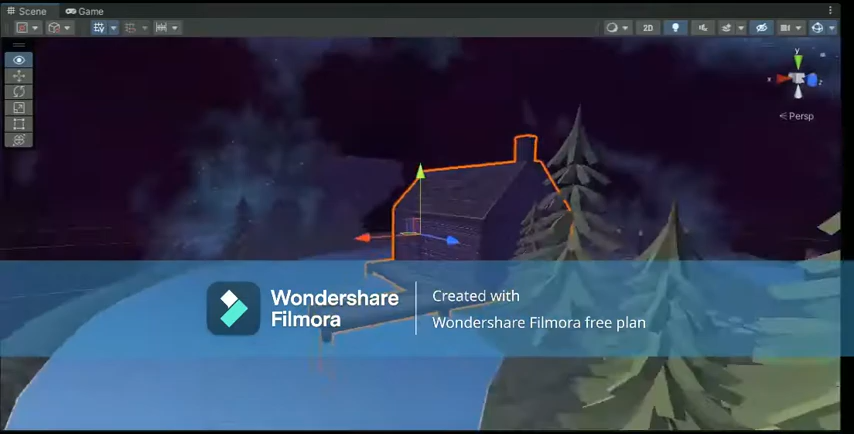 Scene Game
2D
y
x
z
Persp
Wondershare
Filmora
Created with
Wondershare Filmora free plan